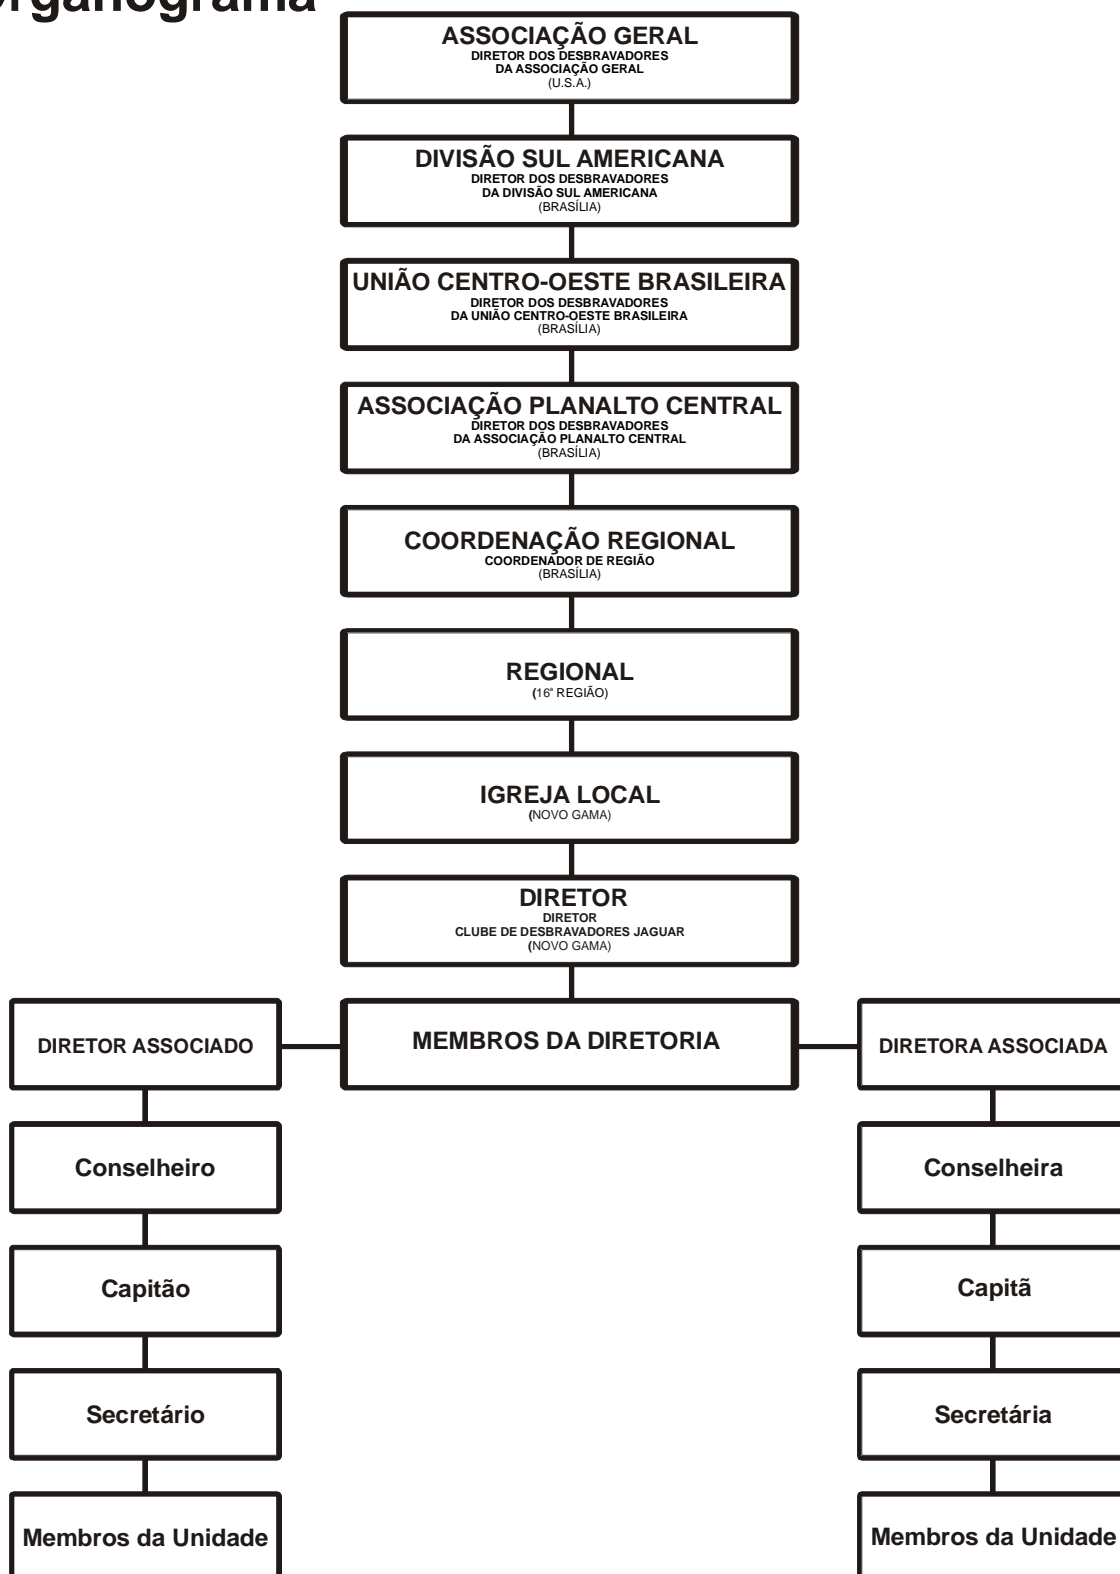 organograma
ASSOCIAÇÃO GERAL
DIRETOR DOS DESBRAVADORES
DA ASSOCIAÇÃO GERAL
(U.S.A.)
DIVISÃO SUL AMERICANA
DIRETOR DOS DESBRAVADORES
DA DIVISÃO SUL AMERICANA
(BRASÍLIA)
UNIÃO CENTRO-OESTE BRASILEIRA
DIRETOR DOS DESBRAVADORES
DA UNIÃO CENTRO-OESTE BRASILEIRA
(BRASÍLIA)
ASSOCIAÇÃO PLANALTO CENTRAL
DIRETOR DOS DESBRAVADORES
DA ASSOCIAÇÃO PLANALTO CENTRAL
(BRASÍLIA)
COORDENAÇÃO REGIONAL
COORDENADOR DE REGIÃO
(BRASÍLIA)
REGIONAL
(16ª REGIÃO)
IGREJA LOCAL
(NOVO GAMA)
DIRETOR
DIRETOR
CLUBE DE DESBRAVADORES JAGUAR
(NOVO GAMA)
MEMBROS DA DIRETORIA
DIRETOR ASSOCIADO
Conselheiro
Capitão
Secretário
Membros da Unidade
DIRETORA ASSOCIADA
Conselheira
Capitã
Secretária
Membros da Unidade